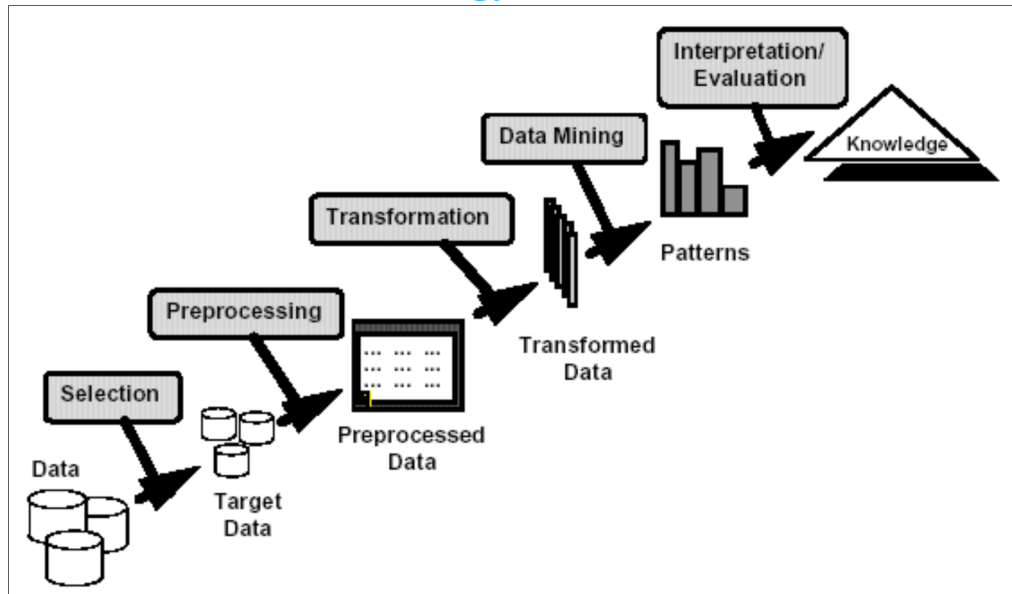 Interpretation/
Evaluation
Knowledge
Data Mining
Patterns
Transformation
Transformed
Data
Preprocessing
Preprocessed
Data
Selection
Target
Data
Data